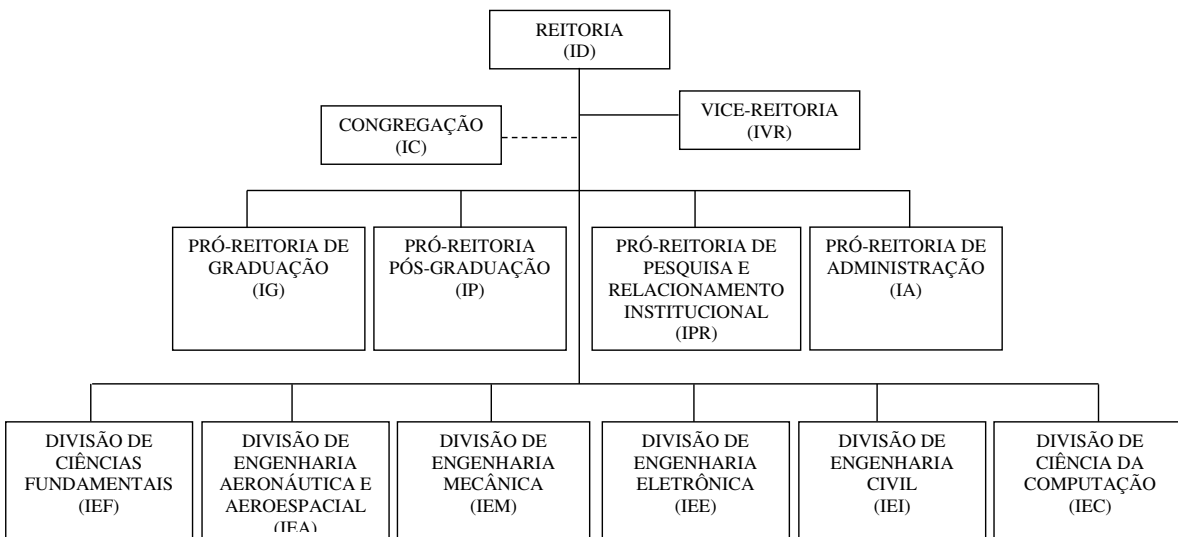 REITORIA
(ID)
VICE-REITORIA
(IVR)
CONGREGAÇÃO
(IC)
PRÓ-REITORIA DE
GRADUAÇÃO
(IG)
PRÓ-REITORIA
PÓS-GRADUAÇÃO
(IP)
PRÓ-REITORIA DE
PESQUISA E
RELACIONAMENTO
INSTITUCIONAL
(IPR)
PRÓ-REITORIA DE
ADMINISTRAÇÃO
(IA)
DIVISÃO DE
CIÊNCIAS
FUNDAMENTAIS
(IEF)
DIVISÃO DE
ENGENHARIA
AERONÁUTICA E
AEROESPACIAL
(IEA)
DIVISÃO DE
ENGENHARIA
MECÂNICA
(IEM)
DIVISÃO DE
ENGENHARIA
ELETRÔNICA
(IEE)
DIVISÃO DE
ENGENHARIA
CIVIL
(IEI)
DIVISÃO DE
CIÊNCIA DA
COMPUTAÇÃO
(IEC)